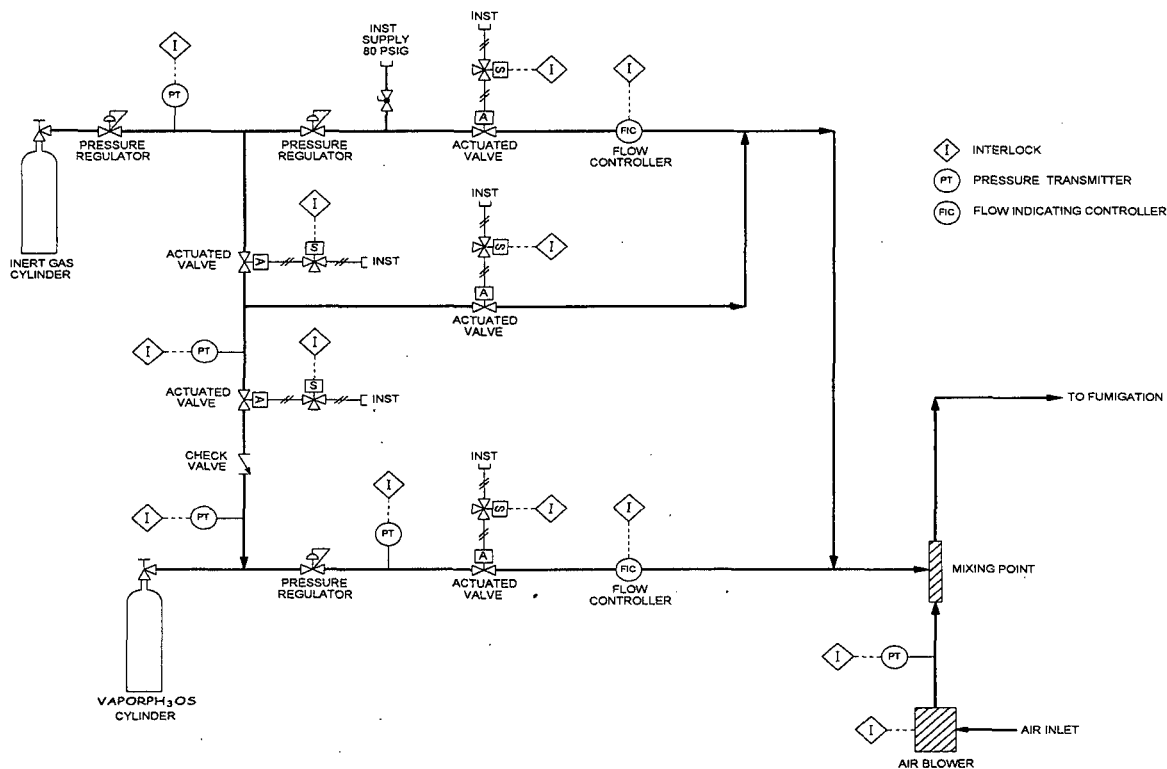 INST
INST
SUPPLY
80 PSIG
I
S
I
I
PT
A
FIC
PRESSURE
REGULATOR
PRESSURE
REGULATOR
ACTUATED
VALVE
FLOW
CONTROLLER
INERT GAS
CYLINDER
I
INTERLOCK
PT
PRESSURE TRANSMITTER
FIC
FLOW INDICATING CONTROLLER
I
INST
S
I
ACTUATED
VALVE
A
S
INST
A
ACTUATED
VALVE
I
PT
I
ACTUATED
VALVE
A
S
INST
TO FUMIGATION
CHECK
VALVE
INST
I
S
I
I
I
PT
PT
A
FIC
PRESSURE
REGULATOR
ACTUATED
VALVE
FLOW
CONTROLLER
MIXING POINT
VAPORPH₃OS
CYLINDER
I
PT
I
AIR INLET
AIR BLOWER